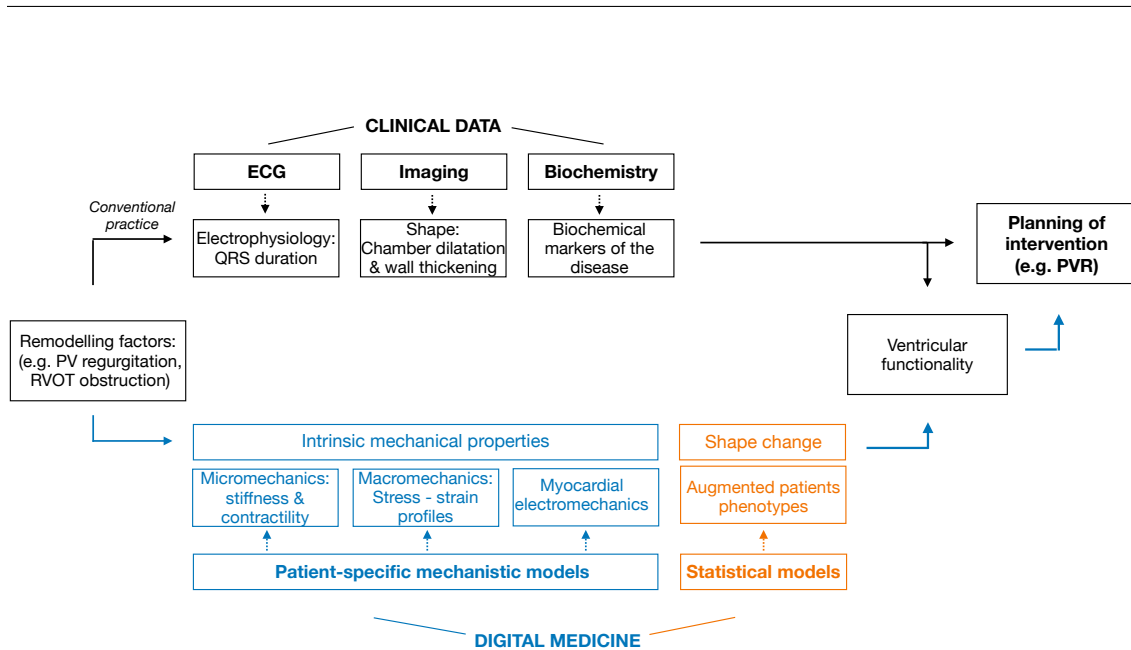 CLINICAL DATA
ECG
Imaging
Biochemistry
Conventional
practice
Electrophysiology:
QRS duration
Shape:
Chamber dilatation
& wall thickening
Biochemical
markers of the
disease
Planning of
intervention
(e.g. PVR)
Remodelling factors:
(e.g. PV regurgitation,
RVOT obstruction)
Ventricular
functionality
Intrinsic mechanical properties
Shape change
Micromechanics:
stiffness &
contractility
Macromechanics:
Stress - strain
profiles
Myocardial
electromechanics
Augmented patients
phenotypes
Patient-specific mechanistic models
Statistical models
DIGITAL MEDICINE